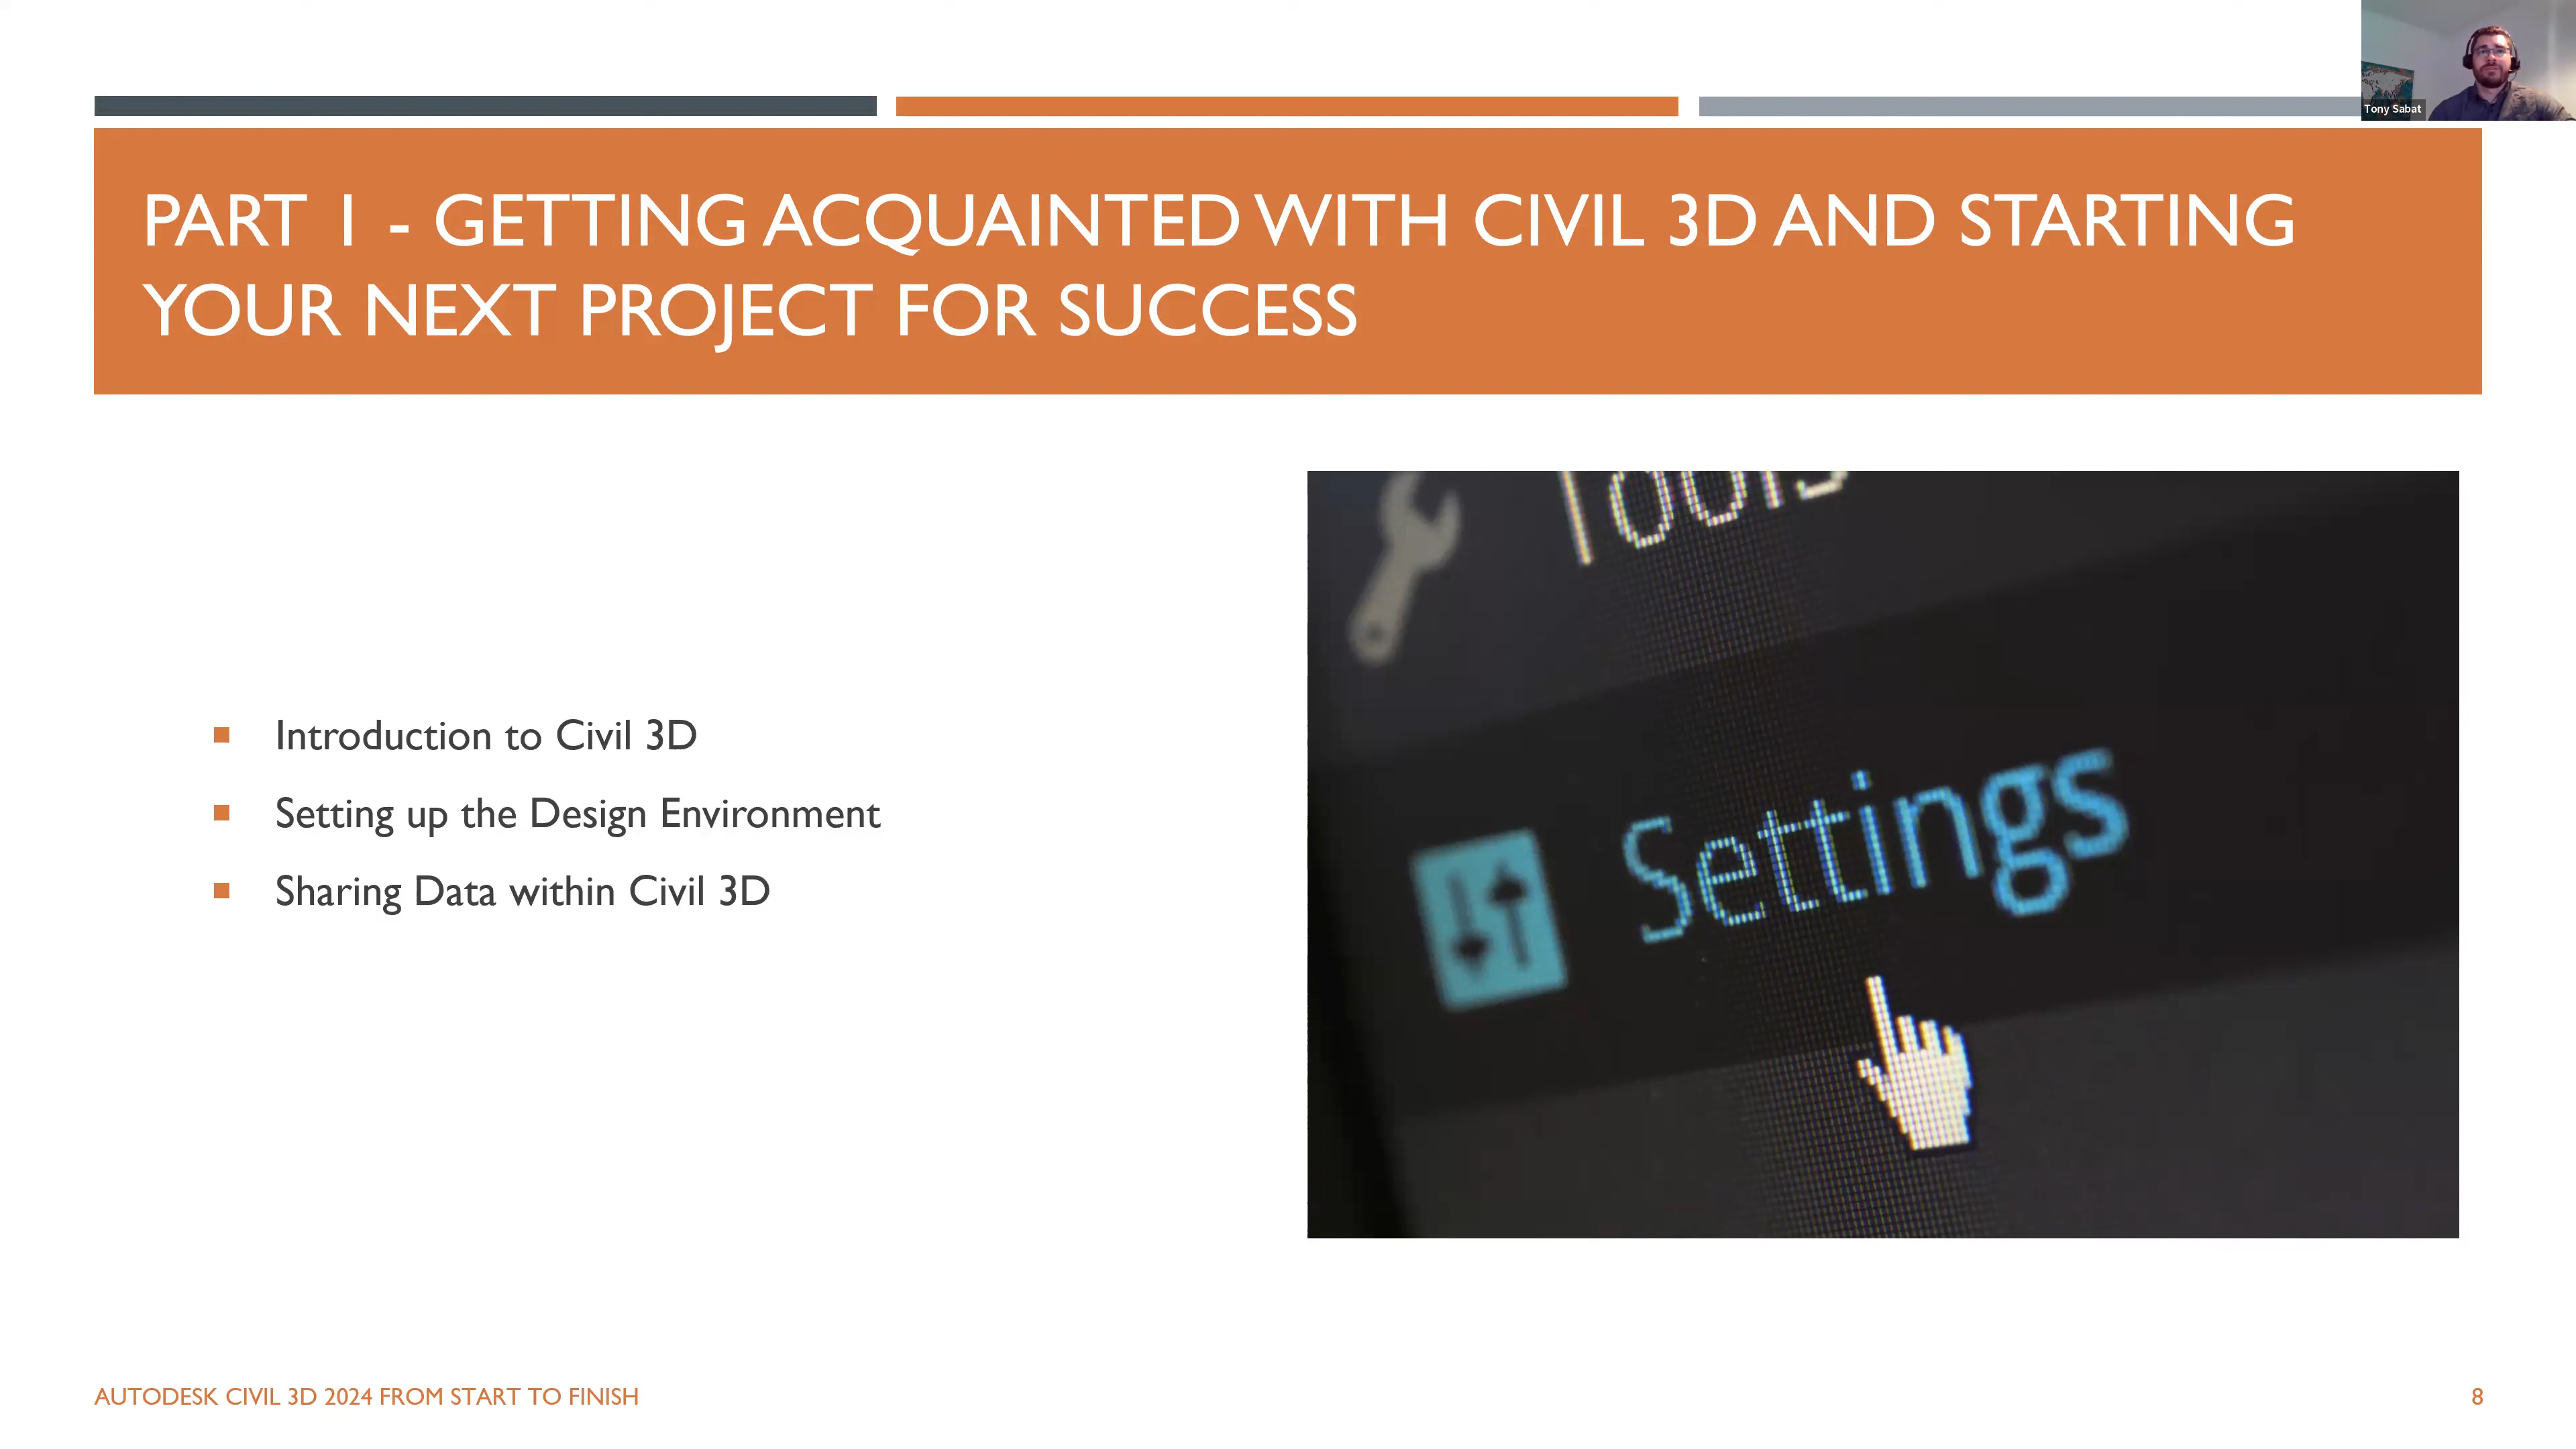 Tony Sabat
PART 1 - GETTING ACQUAINTED WITH CIVIL 3D AND STARTING
YOUR NEXT PROJECT FOR SUCCESS
Introduction to Civil 3D
Setting up the Design Environment
Sharing Data within Civil 3D
Tools
Settings
AUTODESK CIVIL 3D 2024 FROM START TO FINISH
8